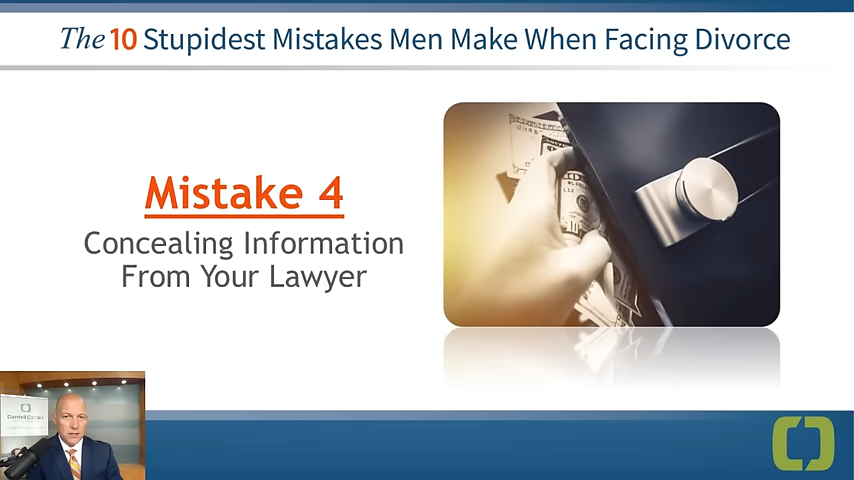 The 10 Stupidest Mistakes Men Make When Facing Divorce
Mistake 4
Concealing Information
From Your Lawyer